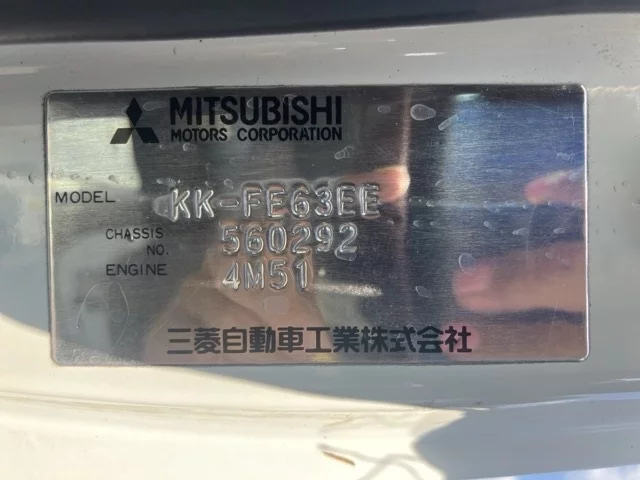 MITSUBISHI
MOTORS CORPORATION
MODEL KK-FE63EE
CHASSIS NO. 560292
ENGINE 4M51
三菱自動車工業株式会社